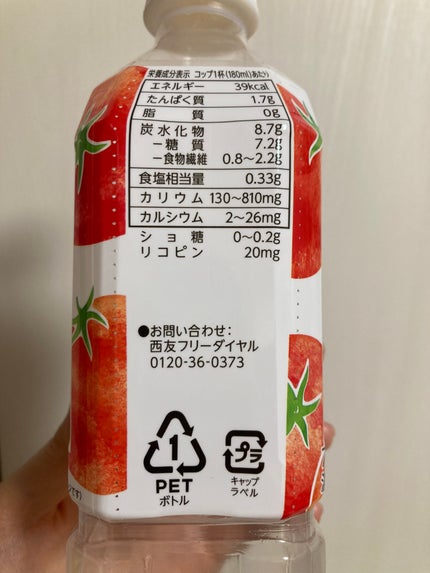 栄養成分表示 コップ1杯(180ml)あたり
エネルギー 39kcal
たんぱく質 1.7g
脂質 0g
炭水化物 8.7g
ー糖質 7.2g
ー食物繊維 0.8〜2.2g
食塩相当量 0.33g
カリウム 130〜810mg
カルシウム 2〜26mg
ショ糖 0〜0.2g
リコピン 20mg
●お問い合わせ:
西友フリーダイヤル
0120-36-0373
1
PET
ボトル
プラ
キャップ
ラベル
です)